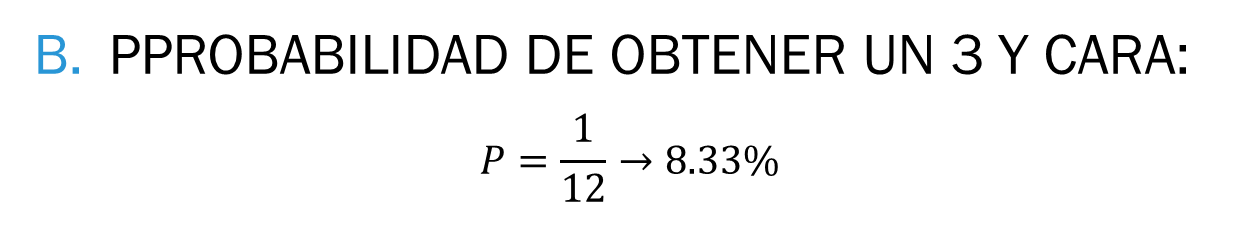 B. PPROBABILIDAD DE OBTENER UN 3 Y CARA:
P = 1/12 → 8.33%